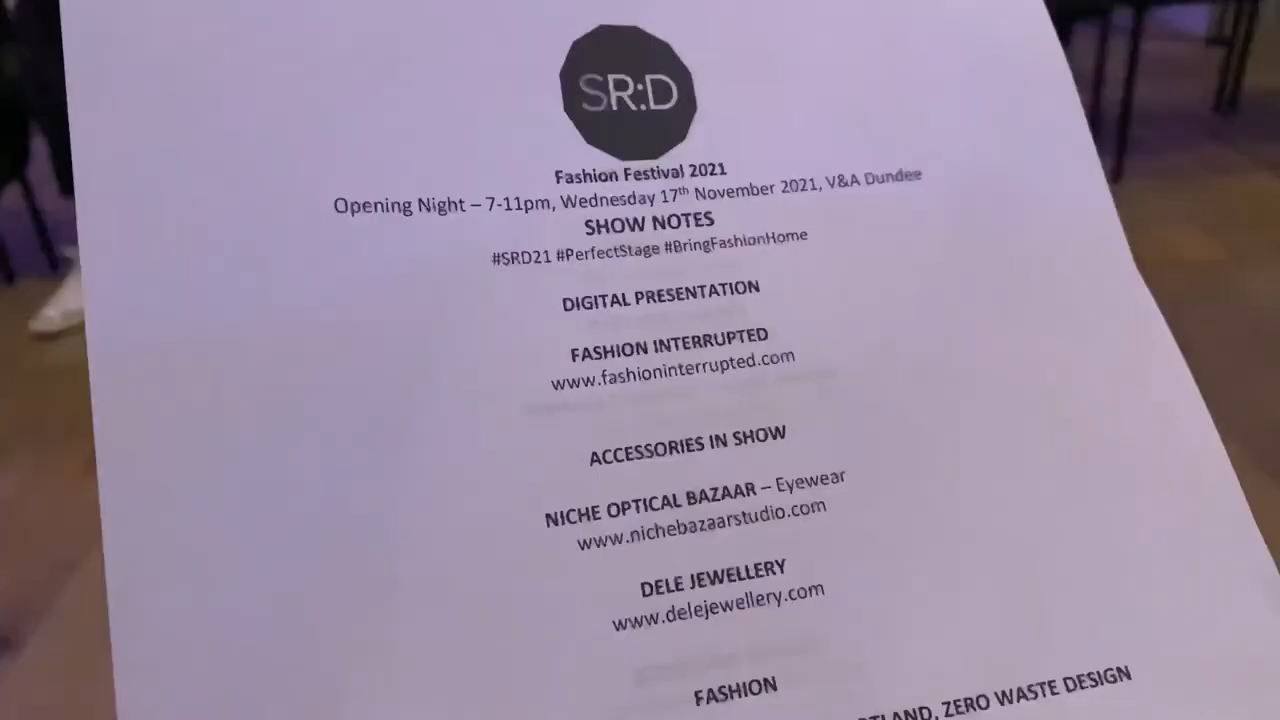 SR:D
Fashion Festival 2021
Opening Night – 7-11pm, Wednesday 17th November 2021, V&A Dundee
SHOW NOTES
#SRD21 #PerfectStage #BringFashionHome
DIGITAL PRESENTATION
FASHION INTERRUPTED
www.fashioninterrupted.com
ACCESSORIES IN SHOW
NICHE OPTICAL BAZAAR – Eyewear
www.nichebazaarstudio.com
DELE JEWELLERY
www.delejewellery.com
FASHION
ZERO WASTE DESIGN